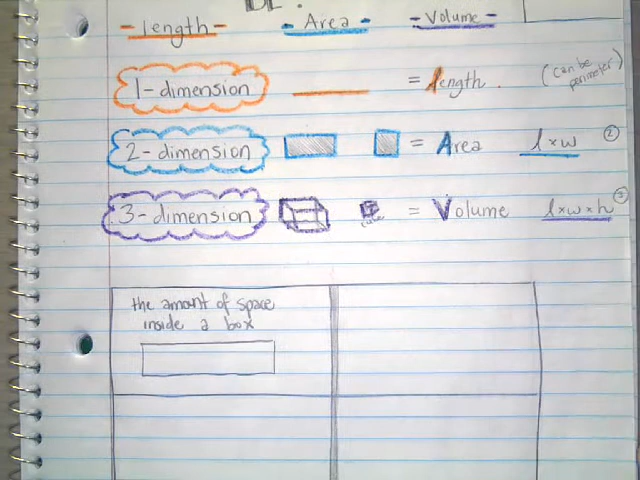 - length - - Area - - Volume -
1-dimension = length. (can be perimeter)
2-dimension = Area l x w ②
3-dimension cube = Volume l x w x h ③
the amount of space
inside a box